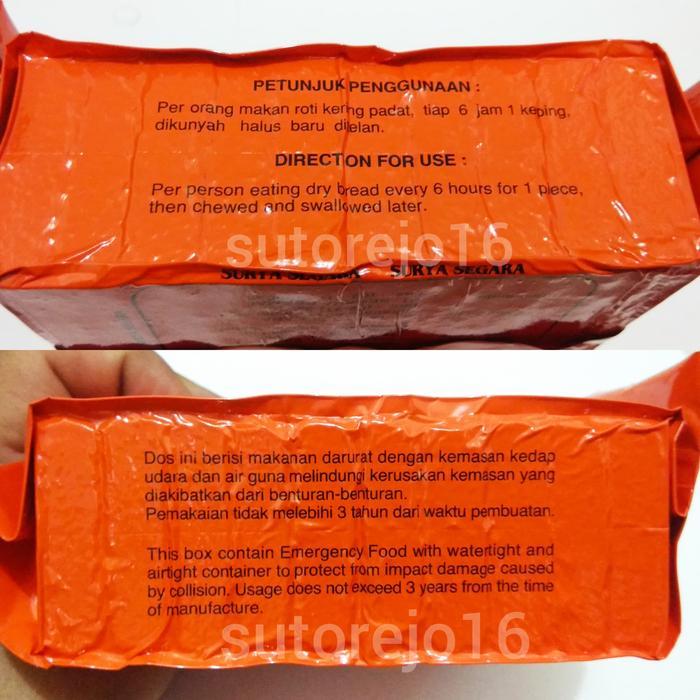 PETUNJUK PENGGUNAAN :
Per orang makan roti kering padat, tiap 6 jam 1 keping,
dikunyah halus baru ditelan.
DIRECTION FOR USE :
Per person eating dry bread every 6 hours for 1 piece,
then chewed and swallowed later.
sutorejo16
SURYA SEGARA SURYA SEGARA
Dos ini berisi makanan darurat dengan kemasan kedap
udara dan air guna melindungi kerusakan kemasan yang
diakibatkan dari benturan-benturan.
Pemakaian tidak melebihi 3 tahun dari waktu pembuatan.
This box contain Emergency Food with watertight and
airtight container to protect from impact damage caused
by collision. Usage does not exceed 3 years from the time
of manufacture.
sutorejo16